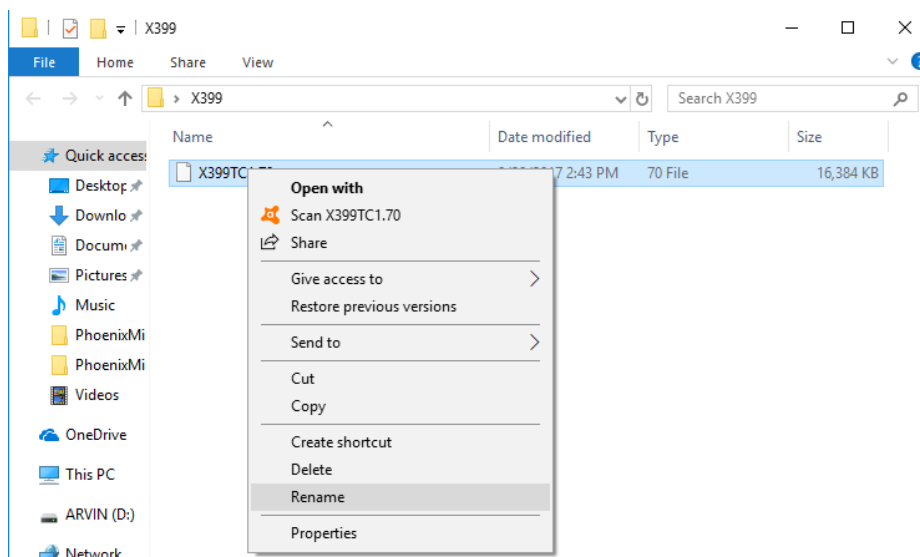 X399
File Home Share View
X399 Search X399
Name Date modified Type Size
Quick access
X399TC1.70 2:43 PM 70 File 16,384 KB
Desktop
Downlo
Docum
Pictures
Music
PhoenixMi
PhoenixMi
Videos
OneDrive
This PC
ARVIN (D:)
Network
Open with
Scan X399TC1.70
Share
Give access to
Restore previous versions
Send to
Cut
Copy
Create shortcut
Delete
Rename
Properties